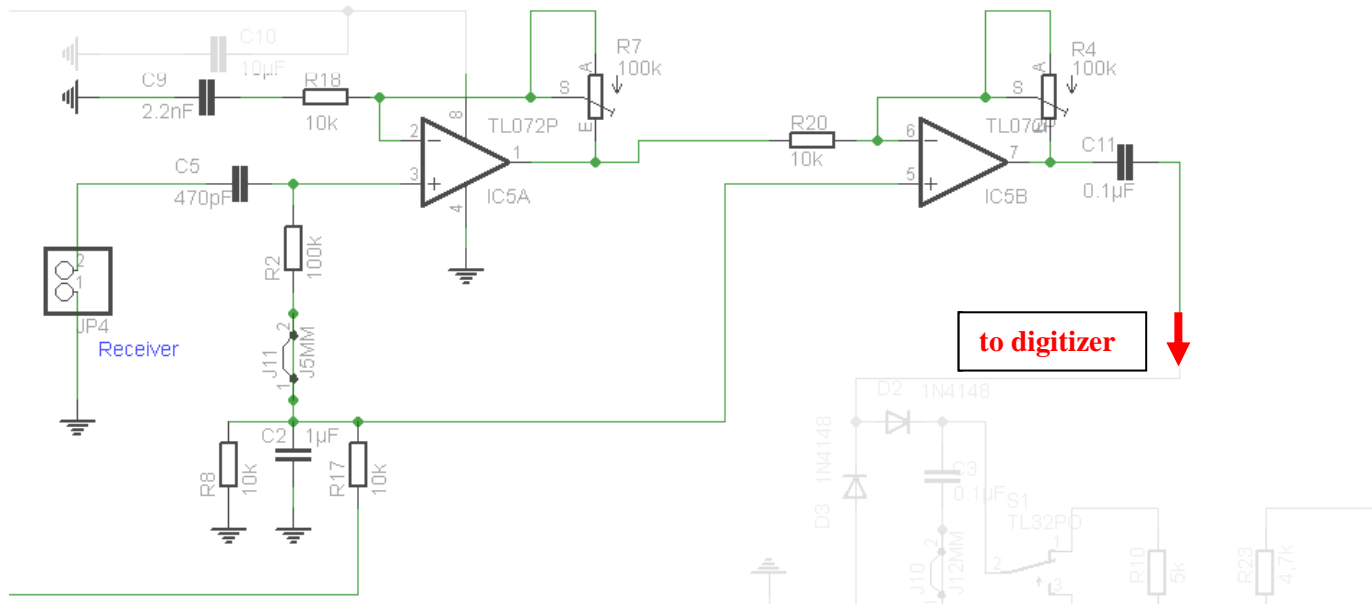 C10
10µF
C9
2.2nF
R18
10k
R7
100k
A
S
E
8
2
TL072P
1
3
IC5A
4
C5
470pF
R2
100k
2
1
JP4
Receiver
J11
J5MM
2
1
R8
10k
C2
1µF
R17
10k
R20
10k
R4
100k
A
S
6
7
5
IC5B
C11
0.1µF
to digitizer
D2
1N4148
D3
1N4148
C3
0.1µF
S1
J10
J12MM
2
2
1
3
R10
5k
R23
4.7k